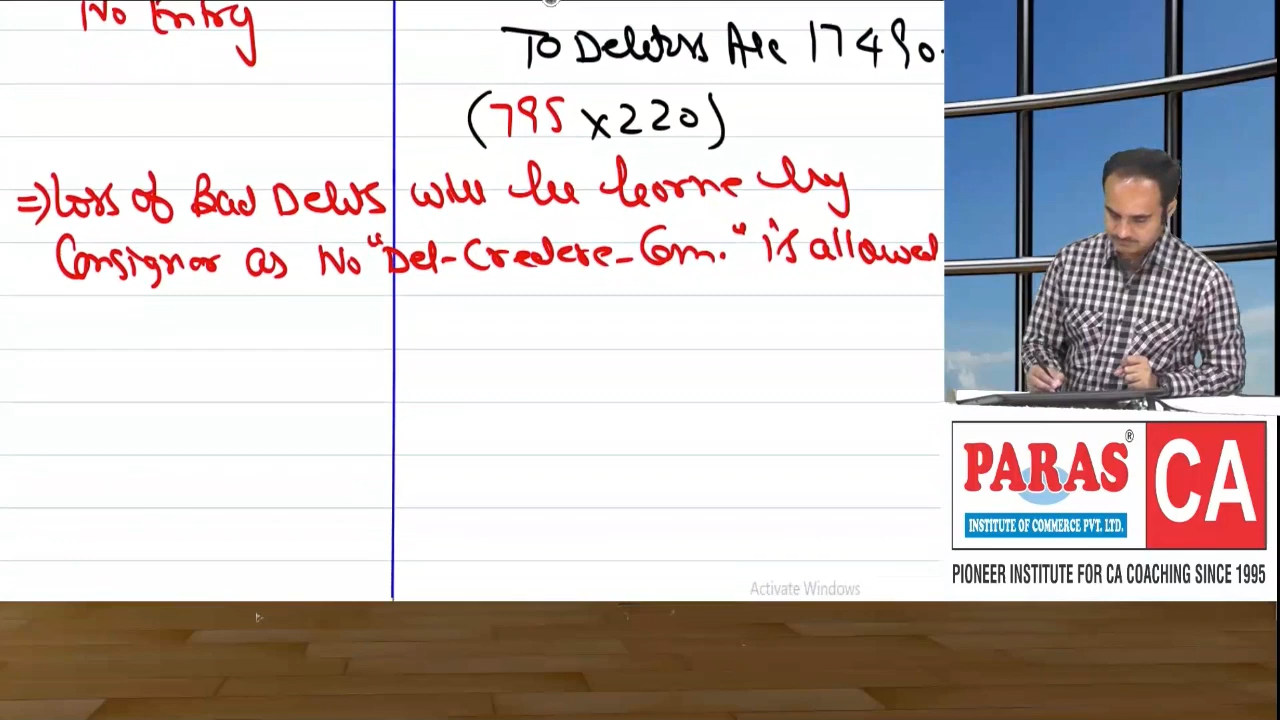 No Entry
To Debtors A/c 17490
(795 x 220)
⇒ Loss of Bad Debts will be borne by
Consignor as No "Del-Credere-Com." is allowed
PARAS®
INSTITUTE OF COMMERCE PVT. LTD.
CA
PIONEER INSTITUTE FOR CA COACHING SINCE 1995
Activate Windows